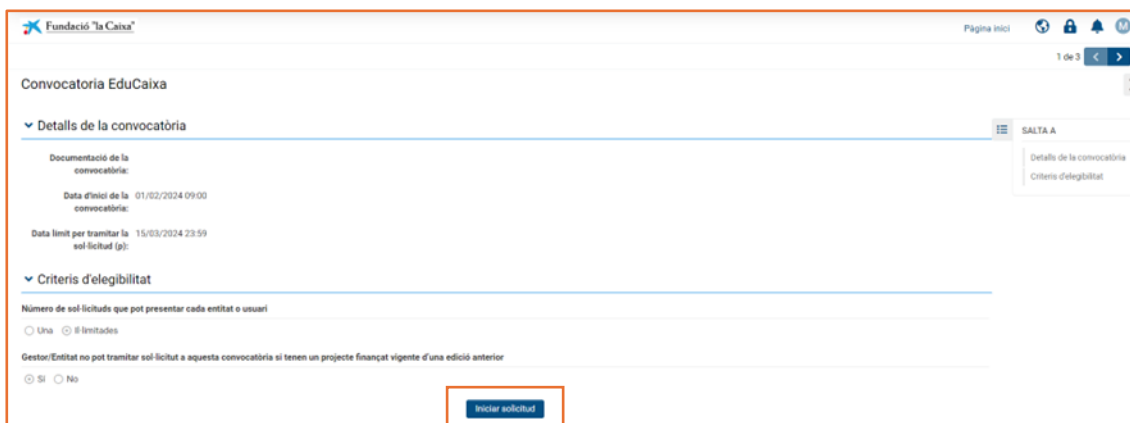 Fundació "la Caixa"
Pàgina inici
M
1 de 3
Convocatoria EduCaixa
Detalls de la convocatòria
SALTA A
Documentació de la
convocatòria:
Detalls de la convocatòria
Criteris d'elegibilitat
Data d'inici de la 01/02/2024 09:00
convocatòria:
Data límit per tramitar la 15/03/2024 23:59
sol·licitud (p):
Criteris d'elegibilitat
Número de sol·licituds que pot presentar cada entitat o usuari
Una Il·limitades
Gestor/Entitat no pot tramitar sol·licitut a aquesta convocatòria si tenen un projecte finançat vigente d'una edició anterior
Sí No
Iniciar solicitud